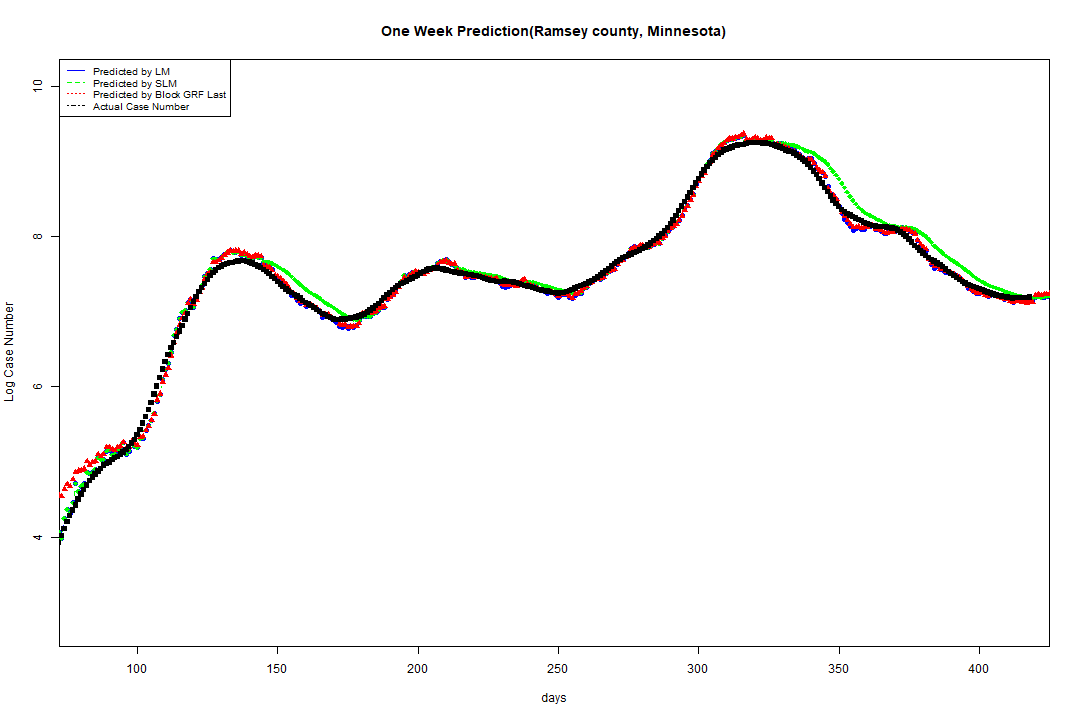 One Week Prediction(Ramsey county, Minnesota)
Predicted by LM
Predicted by SLM
Predicted by Block GRF Last
Actual Case Number
10
8
6
4
Log Case Number
100 150 200 250 300 350 400
days